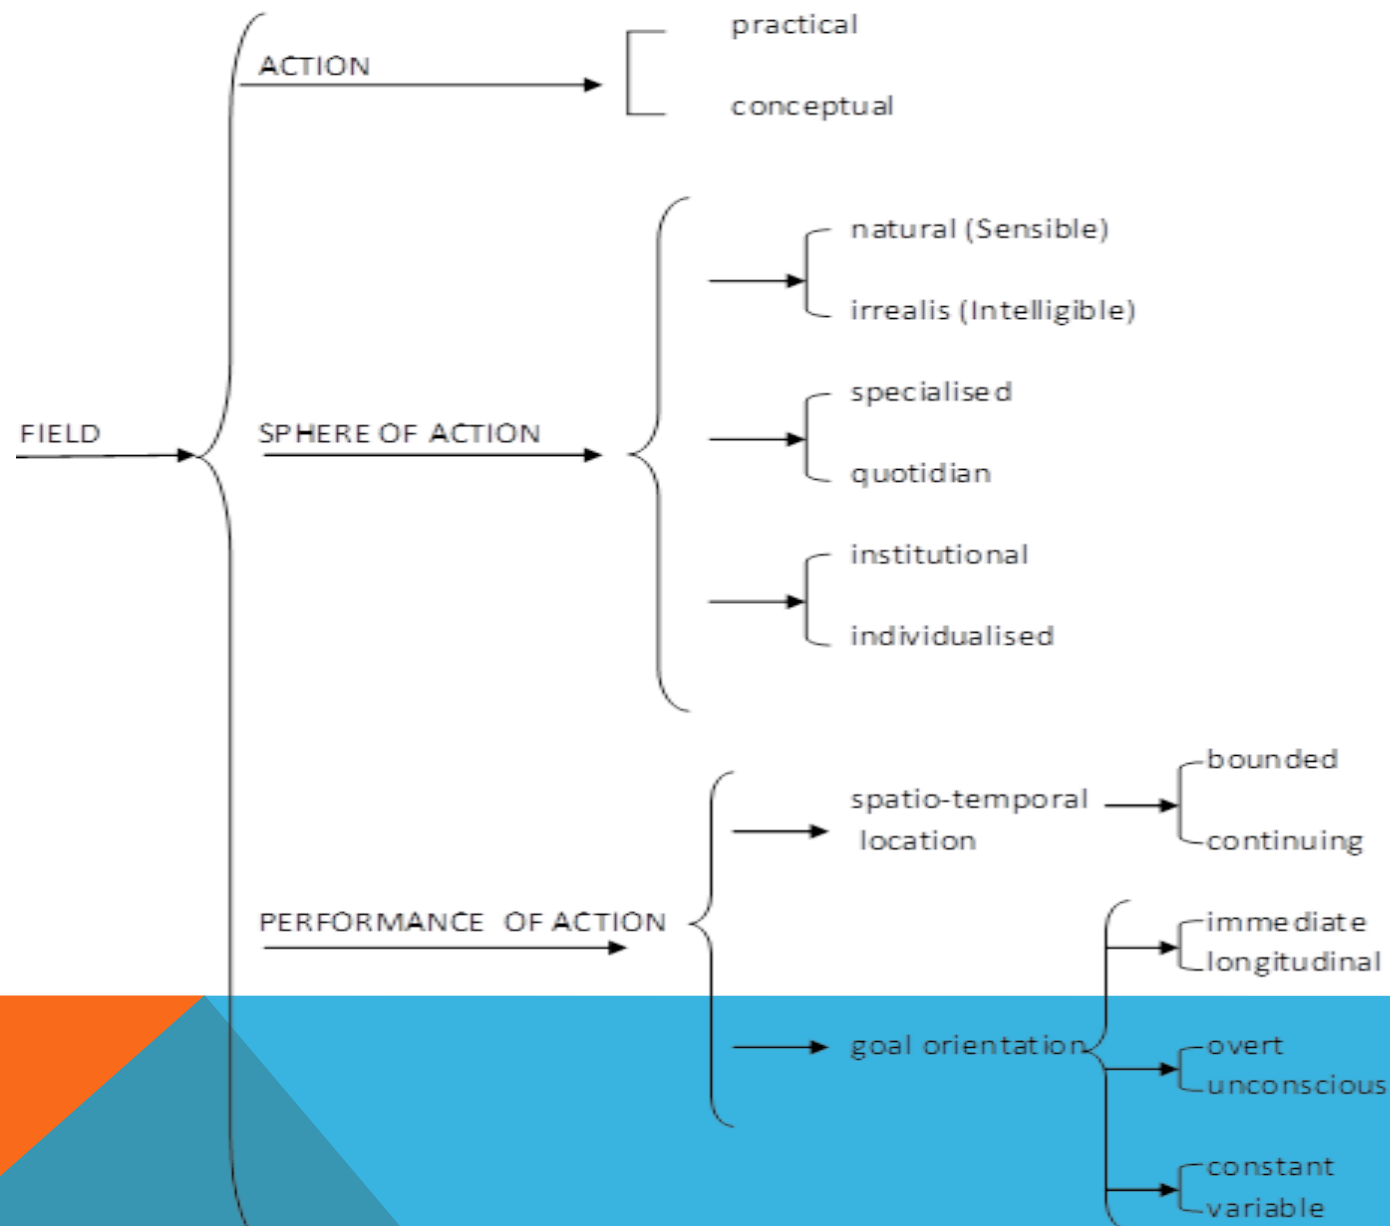 practical
ACTION
conceptual
natural (Sensible)
irrealis (Intelligible)
specialised
FIELD
SPHERE OF ACTION
quotidian
institutional
individualised
bounded
spatio-temporal
location
continuing
PERFORMANCE OF ACTION
immediate
longitudinal
goal orientation
overt
unconscious
constant
variable